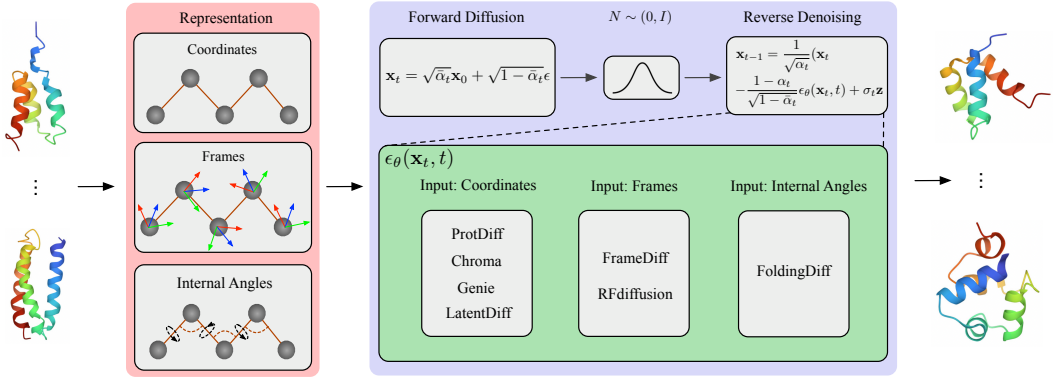 Representation
Coordinates
Frames
Internal Angles
Forward Diffusion
N ∼ (0, I)
Reverse Denoising
x_t = √ᾱ_t x_0 + √1 − ᾱ_t ϵ
x_{t−1} = 1/√α_t (x_t
− 1 − α_t/√1 − ᾱ_t ϵ_θ(x_t, t) + σ_t z
ϵ_θ(x_t, t)
Input: Coordinates
ProtDiff
Chroma
Genie
LatentDiff
Input: Frames
FrameDiff
RFdiffusion
Input: Internal Angles
FoldingDiff